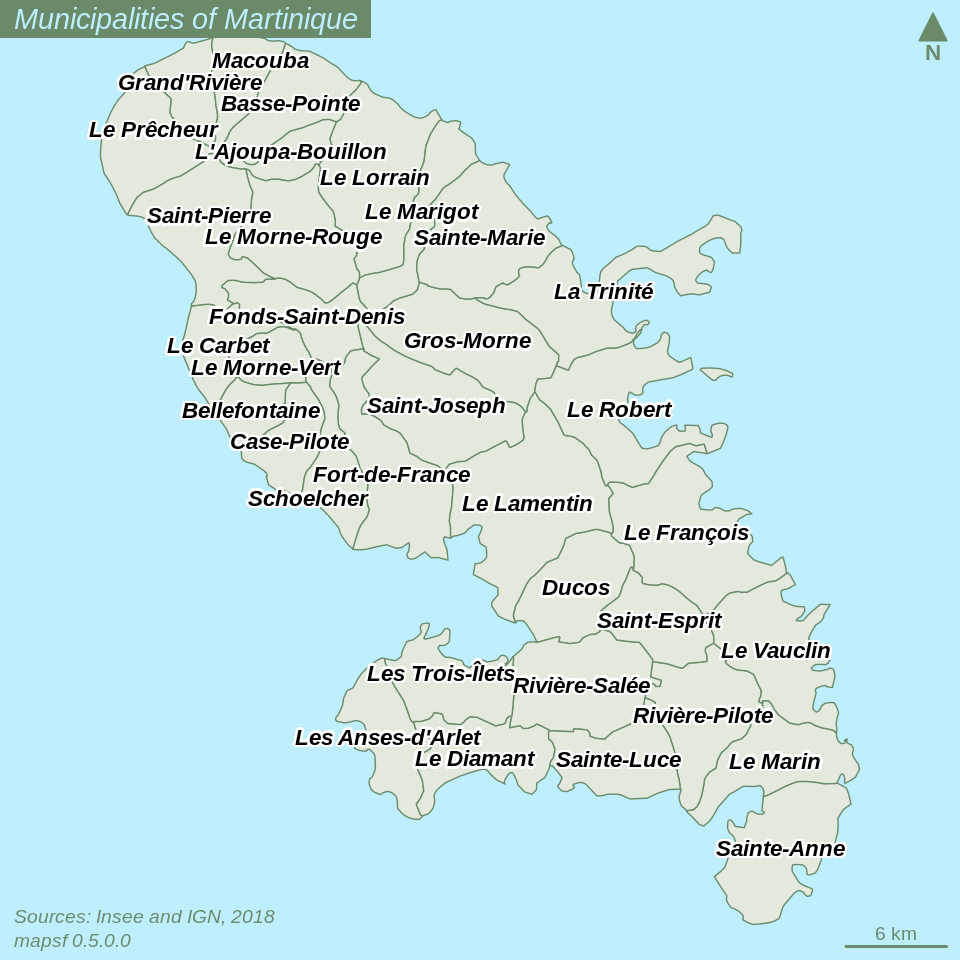 Municipalities of Martinique
N
Macouba
Grand'Rivière
Basse-Pointe
Le Prêcheur
L'Ajoupa-Bouillon
Le Lorrain
Le Marigot
Saint-Pierre
Le Morne-Rouge
Sainte-Marie
La Trinité
Fonds-Saint-Denis
Gros-Morne
Le Carbet
Le Morne-Vert
Saint-Joseph
Le Robert
Bellefontaine
Case-Pilote
Fort-de-France
Schoelcher
Le Lamentin
Le François
Ducos
Saint-Esprit
Le Vauclin
Les Trois-Îlets
Rivière-Salée
Rivière-Pilote
Les Anses-d'Arlet
Le Diamant
Sainte-Luce
Le Marin
Sainte-Anne
Sources: Insee and IGN, 2018
mapsf 0.5.0.0
6 km